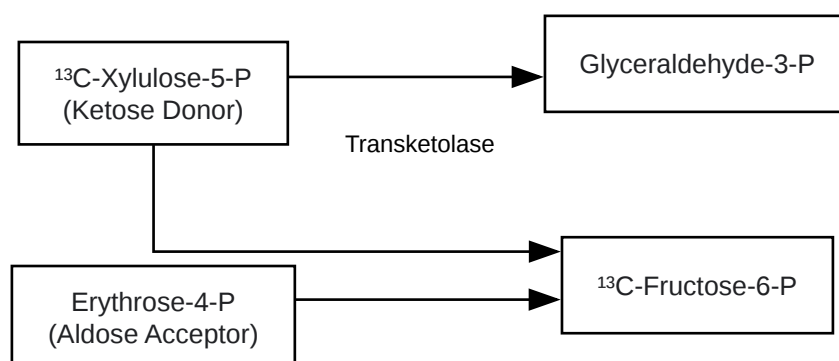 ¹³C-Xylulose-5-P
(Ketose Donor)
Glyceraldehyde-3-P
Transketolase
Erythrose-4-P
(Aldose Acceptor)
¹³C-Fructose-6-P